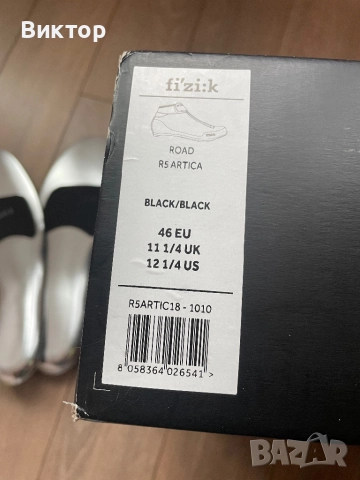 Виктор
fi'zi:k
ROAD
R5 ARTICA
BLACK/BLACK
46 EU
11 1/4 UK
12 1/4 US
R5ARTIC18 - 1010
8 058364 026541 >
BAZAR